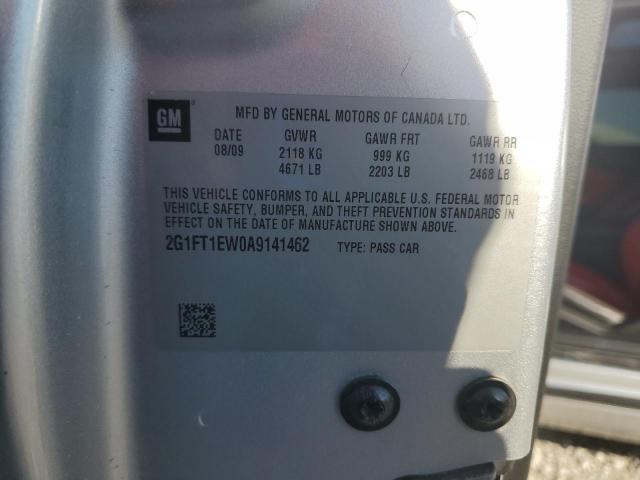 GM ®
MFD BY GENERAL MOTORS OF CANADA LTD.
DATE GVWR GAWR FRT GAWR RR
08/09 2118 KG 999 KG 1119 KG
4671 LB 2203 LB 2468 LB
THIS VEHICLE CONFORMS TO ALL APPLICABLE U.S. FEDERAL MOTOR
VEHICLE SAFETY, BUMPER, AND THEFT PREVENTION STANDARDS IN
EFFECT ON THE DATE OF MANUFACTURE SHOWN ABOVE.
2G1FT1EW0A9141462 TYPE: PASS CAR